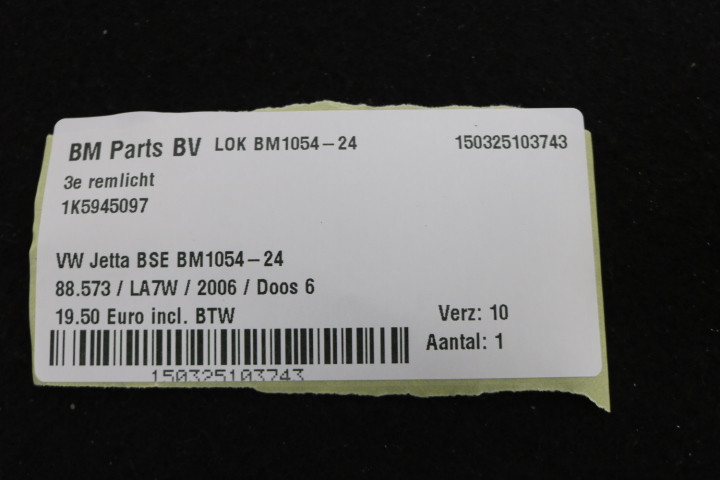 BM Parts BV LOK BM1054-24 150325103743
3e remlicht
1K5945097
VW Jetta BSE BM1054-24
88.573 / LA7W / 2006 / Doos 6
19.50 Euro incl. BTW
Verz: 10
Aantal: 1
150325103743